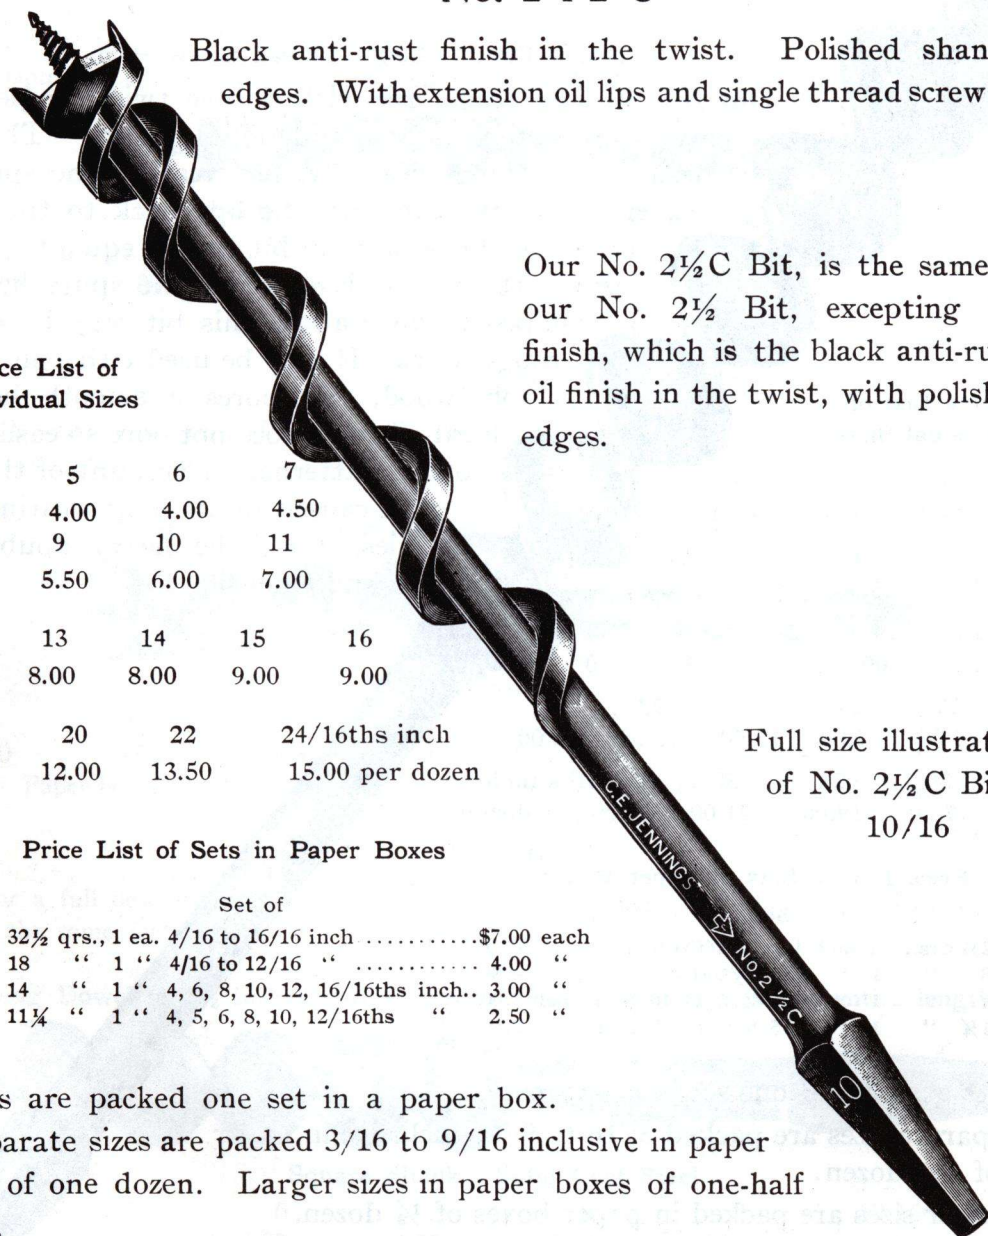 Black anti-rust finish in the twist. Polished shan
edges. With extension oil lips and single thread screw
Our No. 2½C Bit, is the same
our No. 2½ Bit, excepting
finish, which is the black anti-ru
oil finish in the twist, with polis
edges.
ce List of
vidual Sizes
5 6 7
4.00 4.00 4.50
9 10 11
5.50 6.00 7.00
13 14 15 16
8.00 8.00 9.00 9.00
20 22 24/16ths inch
12.00 13.50 15.00 per dozen
Full size illustrat
of No. 2½C Bi
10/16
C.E. JENNINGS No. 2 ½ C
10
Price List of Sets in Paper Boxes
Set of
32½ qrs., 1 ea. 4/16 to 16/16 inch ........... $7.00 each
18 “ 1 “ 4/16 to 12/16 “ ............ 4.00 “
14 “ 1 “ 4, 6, 8, 10, 12, 16/16ths inch.. 3.00 “
11¼ “ 1 “ 4, 5, 6, 8, 10, 12/16ths “ 2.50 “
s are packed one set in a paper box.
parate sizes are packed 3/16 to 9/16 inclusive in paper
of one dozen. Larger sizes in paper boxes of one-half